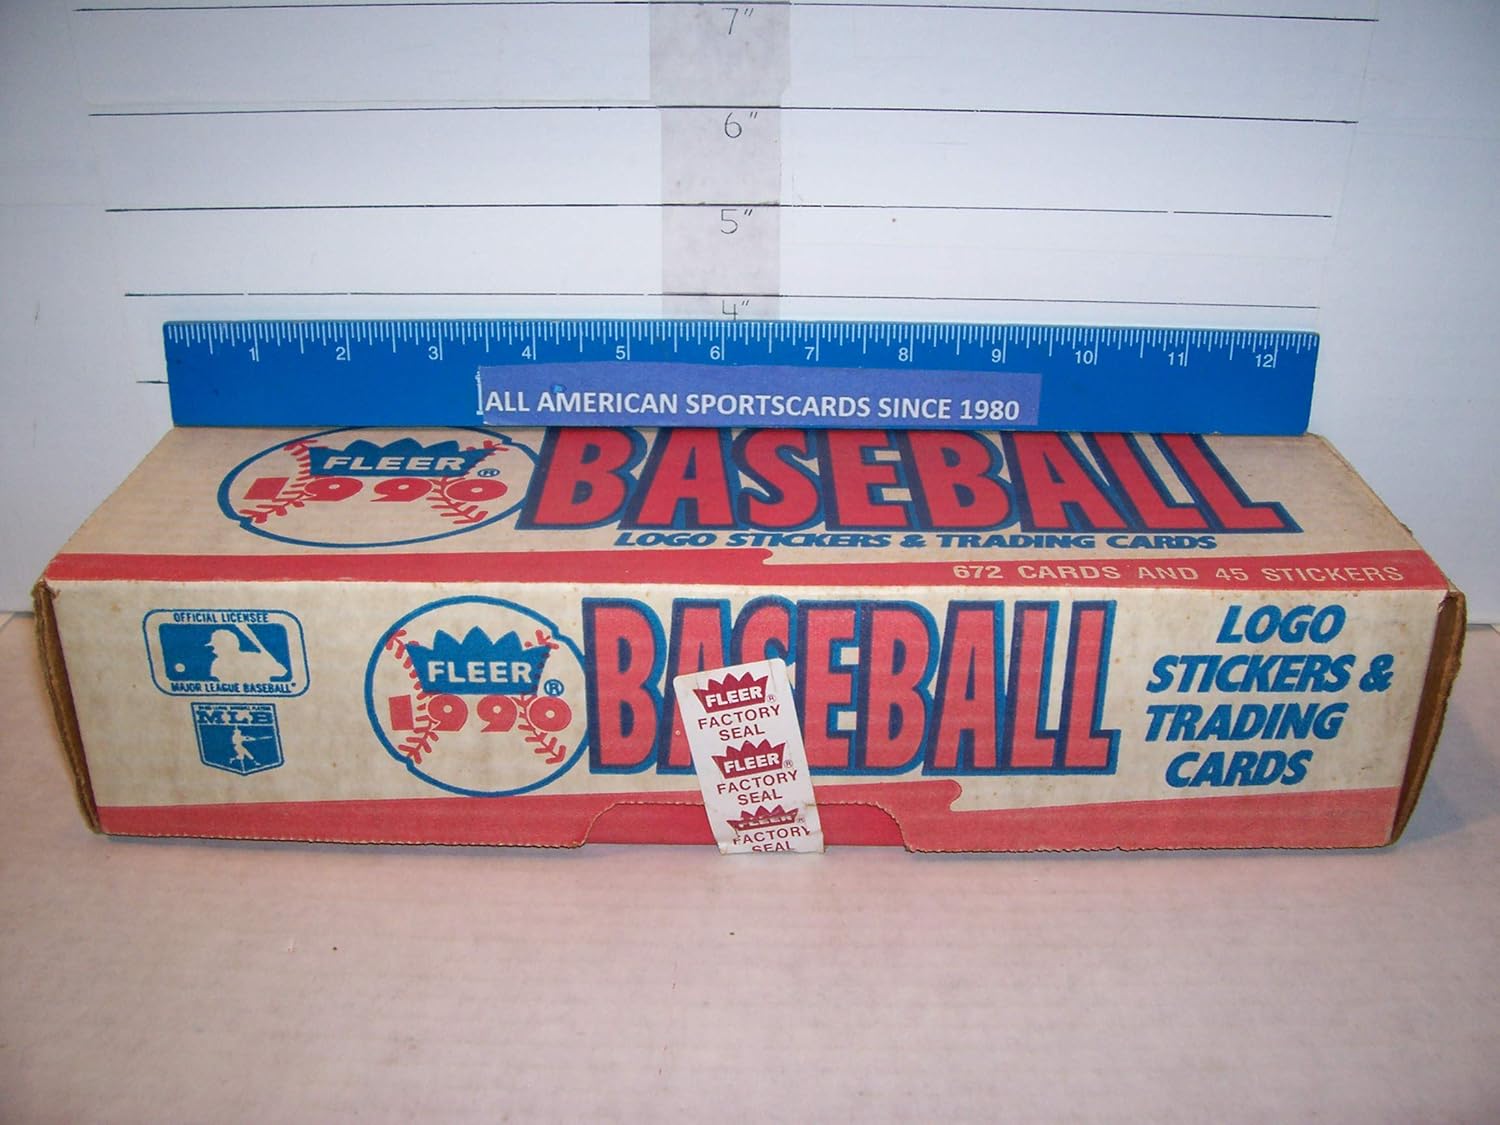 7"
6"
5"
4"
1 2 3 4 5 6 7 8 9 10 11 12
ALL AMERICAN SPORTSCARDS SINCE 1980
FLEER®
1990
BASEBALL
LOGO STICKERS & TRADING CARDS
672 CARDS AND 45 STICKERS
OFFICIAL LICENSEE
MAJOR LEAGUE BASEBALL®
MLB
FLEER®
1990
BASEBALL
LOGO
STICKERS &
TRADING
CARDS
FLEER®
FACTORY
SEAL
FLEER®
FACTORY
SEAL
FLEER®
FACTORY
SEAL